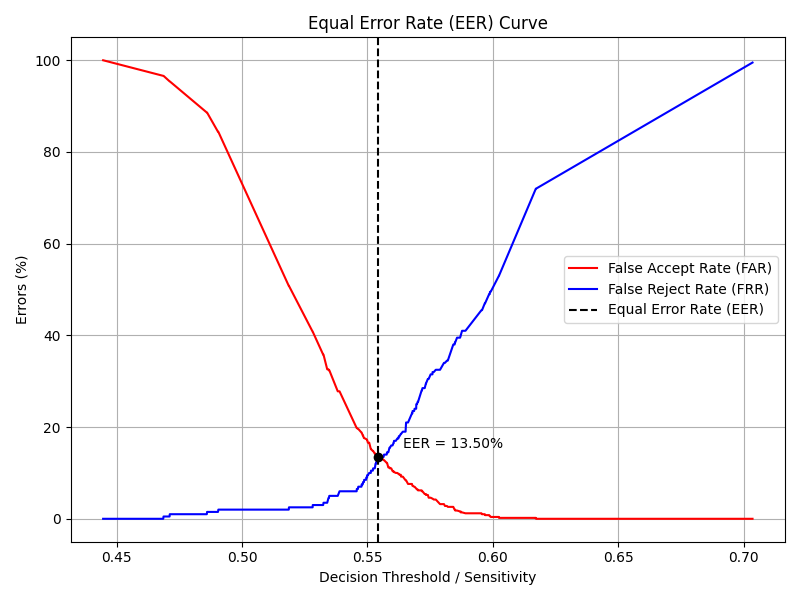 Equal Error Rate (EER) Curve
Errors (%)
100
80
60
40
20
0
False Accept Rate (FAR)
False Reject Rate (FRR)
Equal Error Rate (EER)
EER = 13.50%
0.45
0.50
0.55
0.60
0.65
0.70
Decision Threshold / Sensitivity